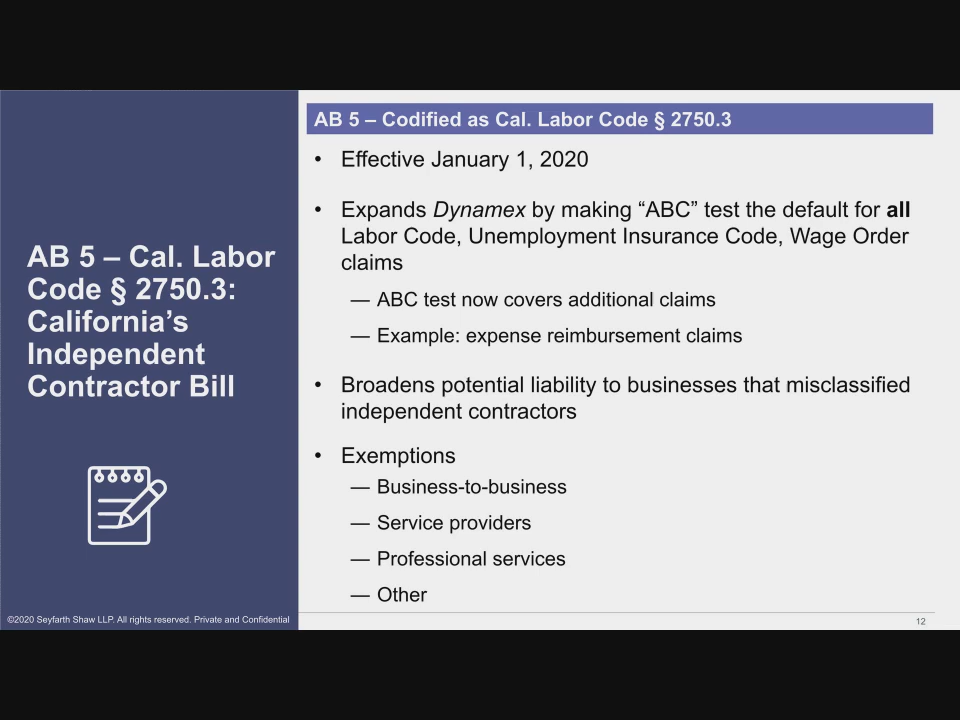 AB 5 – Cal. Labor
Code § 2750.3:
California’s
Independent
Contractor Bill
©2020 Seyfarth Shaw LLP. All rights reserved. Private and Confidential
AB 5 – Codified as Cal. Labor Code § 2750.3
• Effective January 1, 2020
• Expands Dynamex by making “ABC” test the default for all
Labor Code, Unemployment Insurance Code, Wage Order
claims
— ABC test now covers additional claims
— Example: expense reimbursement claims
• Broadens potential liability to businesses that misclassified
independent contractors
• Exemptions
— Business-to-business
— Service providers
— Professional services
— Other
12